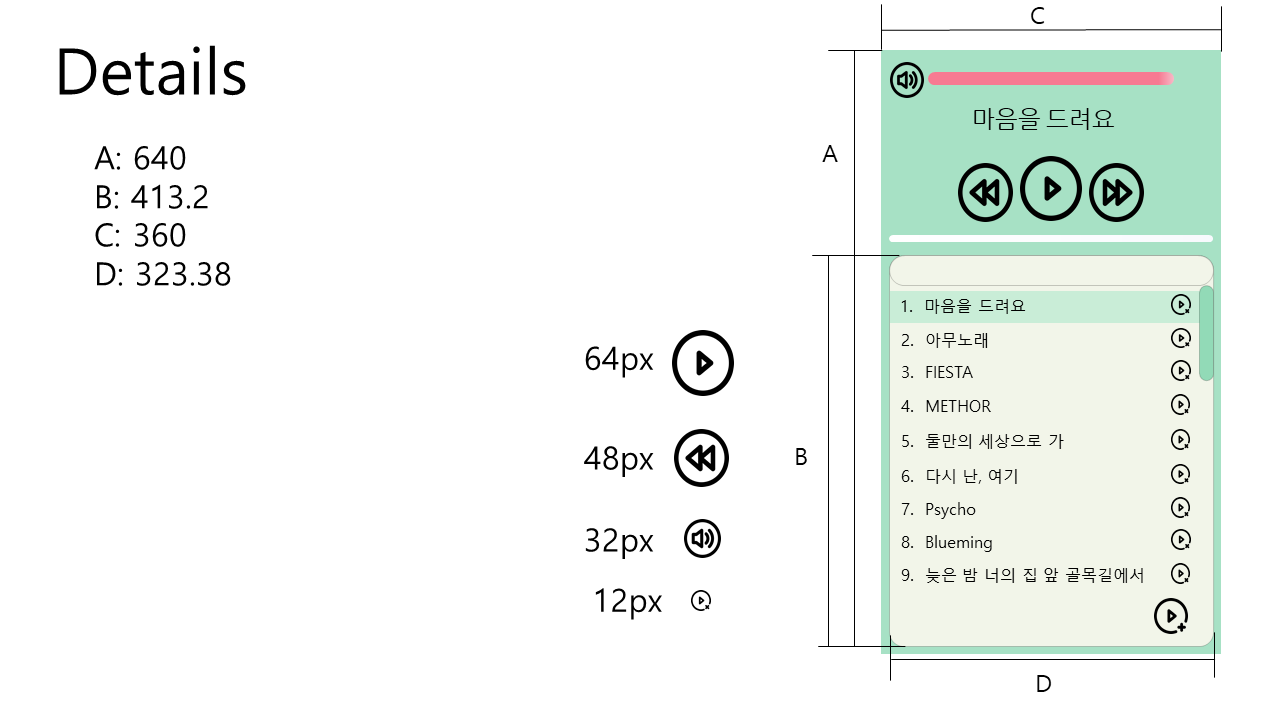 Details
A: 640
B: 413.2
C: 360
D: 323.38
64px
48px
32px
12px
C
A
B
D
마음을 드려요
1. 마음을 드려요
2. 아무노래
3. FIESTA
4. METHOR
5. 둘만의 세상으로 가
6. 다시 난, 여기
7. Psycho
8. Blueming
9. 늦은 밤 너의 집 앞 골목길에서